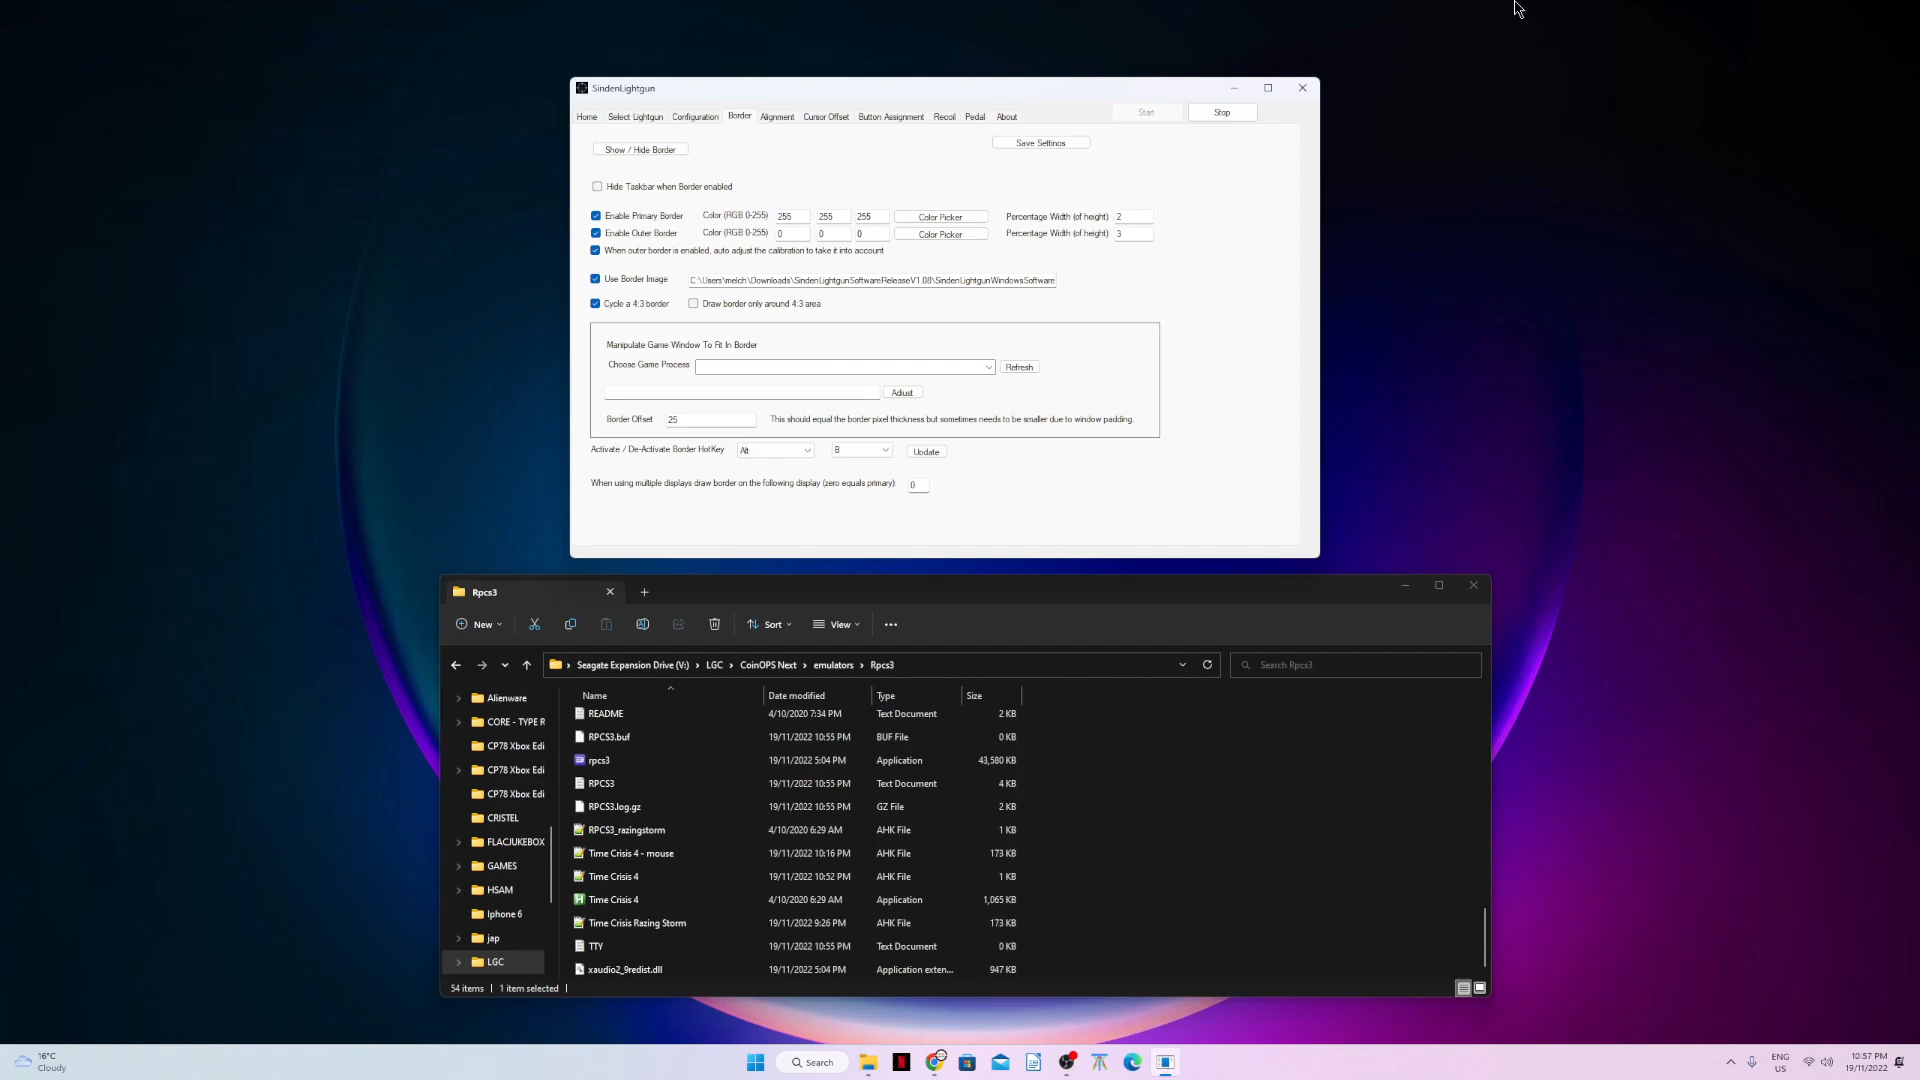 SindenLightgun
Home Select Lightgun Configuration Border Alignment Cursor Offset Button Assignment Recoil Pedal About Start Stop
Show / Hide Border Save Settings
Hide Taskbar when Border enabled
Enable Primary Border Color (RGB 0-255) 255 255 255 Color Picker Percentage Width (of height) 2
Enable Outer Border Color (RGB 0-255) 0 0 0 Color Picker Percentage Width (of height) 3
When outer border is enabled, auto adjust the calibration to take it into account
Use Border Image C:\Users\melch\Downloads\SindenLightgunSoftwareReleaseV1.08\SindenLightgunWindowsSoftware
Cycle a 4:3 border Draw border only around 4:3 area
Manipulate Game Window To Fit In Border
Choose Game Process Refresh
Adjust
Border Offset 25 This should equal the border pixel thickness but sometimes needs to be smaller due to window padding.
Activate / De-Activate Border HotKey Alt B Update
When using multiple displays draw border on the following display (zero equals primary): 0
Rpcs3
New Sort View
Seagate Expansion Drive (V:) LGC CoinOPS Next emulators Rpcs3 Search Rpcs3
Name Date modified Type Size
Alienware
CORE - TYPE R
CP78 Xbox Edi
CP78 Xbox Edi
CP78 Xbox Edi
CRISTEL
FLACJUKEBOX
GAMES
HSAM
Iphone 6
jap
LGC
README 4/10/2020 7:34 PM Text Document 2 KB
RPCS3.buf 19/11/2022 10:55 PM BUF File 0 KB
rpcs3 19/11/2022 5:04 PM Application 43,580 KB
RPCS3 19/11/2022 10:55 PM Text Document 4 KB
RPCS3.log.gz 19/11/2022 10:55 PM GZ File 2 KB
RPCS3_razingstorm 4/10/2020 6:29 AM AHK File 1 KB
Time Crisis 4 - mouse 19/11/2022 10:16 PM AHK File 173 KB
Time Crisis 4 19/11/2022 10:52 PM AHK File 1 KB
Time Crisis 4 4/10/2020 6:29 AM Application 1,065 KB
Time Crisis Razing Storm 19/11/2022 9:26 PM AHK File 173 KB
TTY 19/11/2022 10:55 PM Text Document 0 KB
xaudio2_9redist.dll 19/11/2022 5:04 PM Application exten... 947 KB
54 items 1 item selected
16°C
Cloudy
Search
ENG
US
10:57 PM
19/11/2022